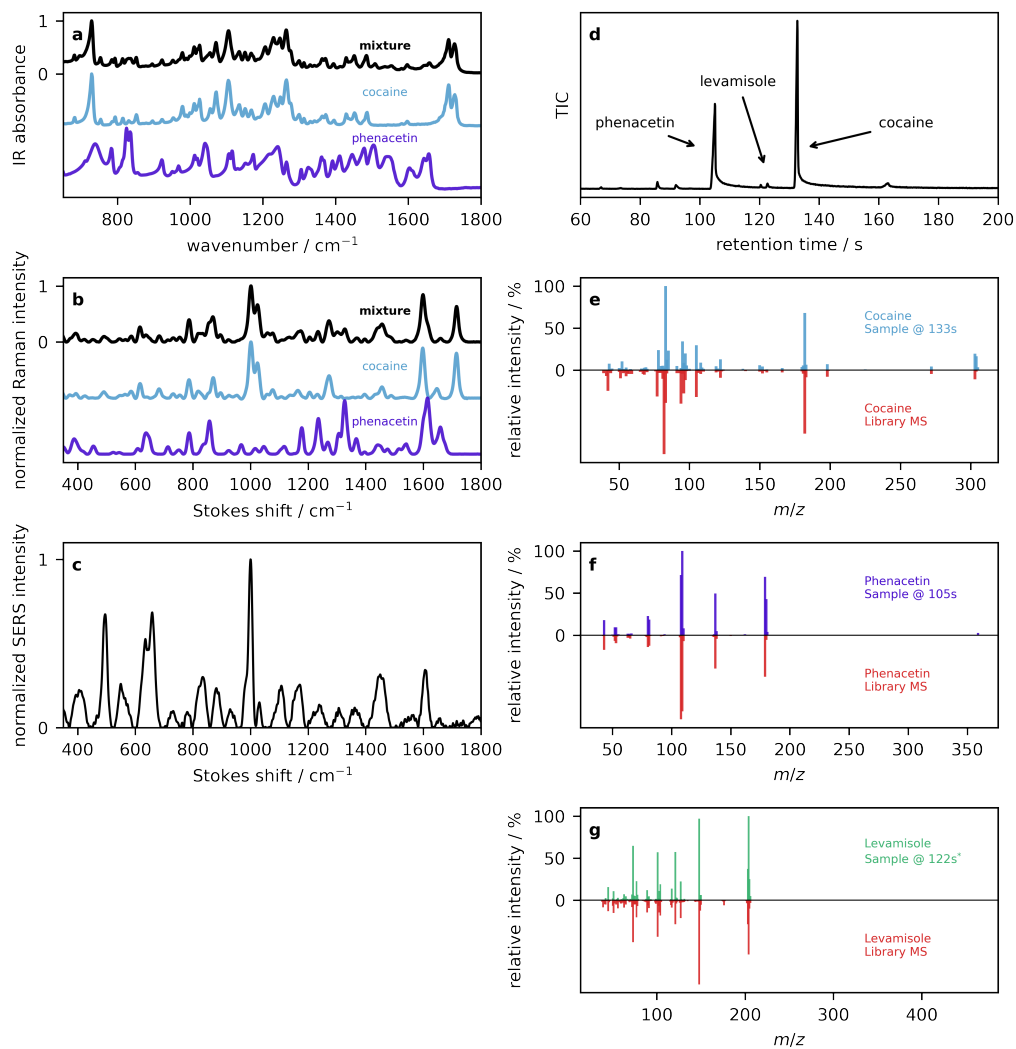 a
mixture
cocaine
phenacetin
1
0
IR absorbance
800 1000 1200 1400 1600 1800
wavenumber / cm⁻¹
d
levamisole
phenacetin
cocaine
TIC
60 80 100 120 140 160 180 200
retention time / s
b
mixture
cocaine
phenacetin
1
0
normalized Raman intensity
400 600 800 1000 1200 1400 1600 1800
Stokes shift / cm⁻¹
e
Cocaine
Sample @ 133s
Cocaine
Library MS
100
50
0
relative intensity / %
50 100 150 200 250 300
m/z
c
1
0
normalized SERS intensity
400 600 800 1000 1200 1400 1600 1800
Stokes shift / cm⁻¹
f
Phenacetin
Sample @ 105s
Phenacetin
Library MS
100
50
0
relative intensity / %
50 100 150 200 250 300 350
m/z
g
Levamisole
Sample @ 122s*
Levamisole
Library MS
100
50
0
relative intensity / %
100 200 300 400
m/z